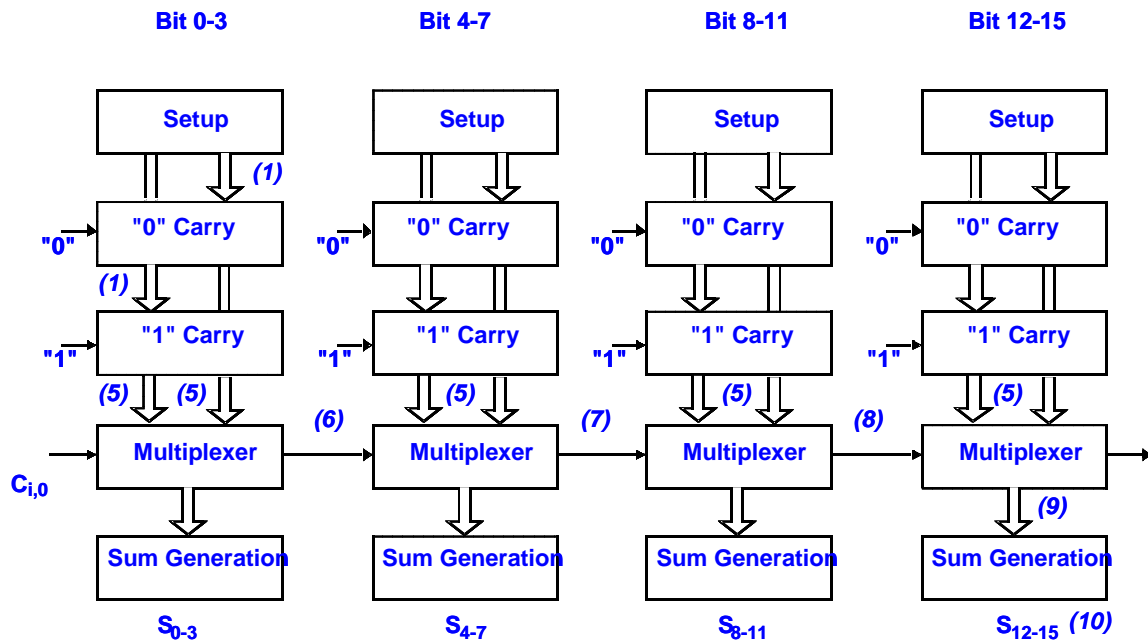 Bit 0-3 Bit 4-7 Bit 8-11 Bit 12-15
Setup Setup Setup Setup
(1)
"0" Carry "0" Carry "0" Carry "0" Carry
"0" "0" "0" "0"
(1)
"1" Carry "1" Carry "1" Carry "1" Carry
"1" "1" "1" "1"
(5) (5) (5) (5) (5)
(6) (7) (8)
Multiplexer Multiplexer Multiplexer Multiplexer
Ci,0
(9)
Sum Generation Sum Generation Sum Generation Sum Generation
S0-3 S4-7 S8-11 S12-15 (10)